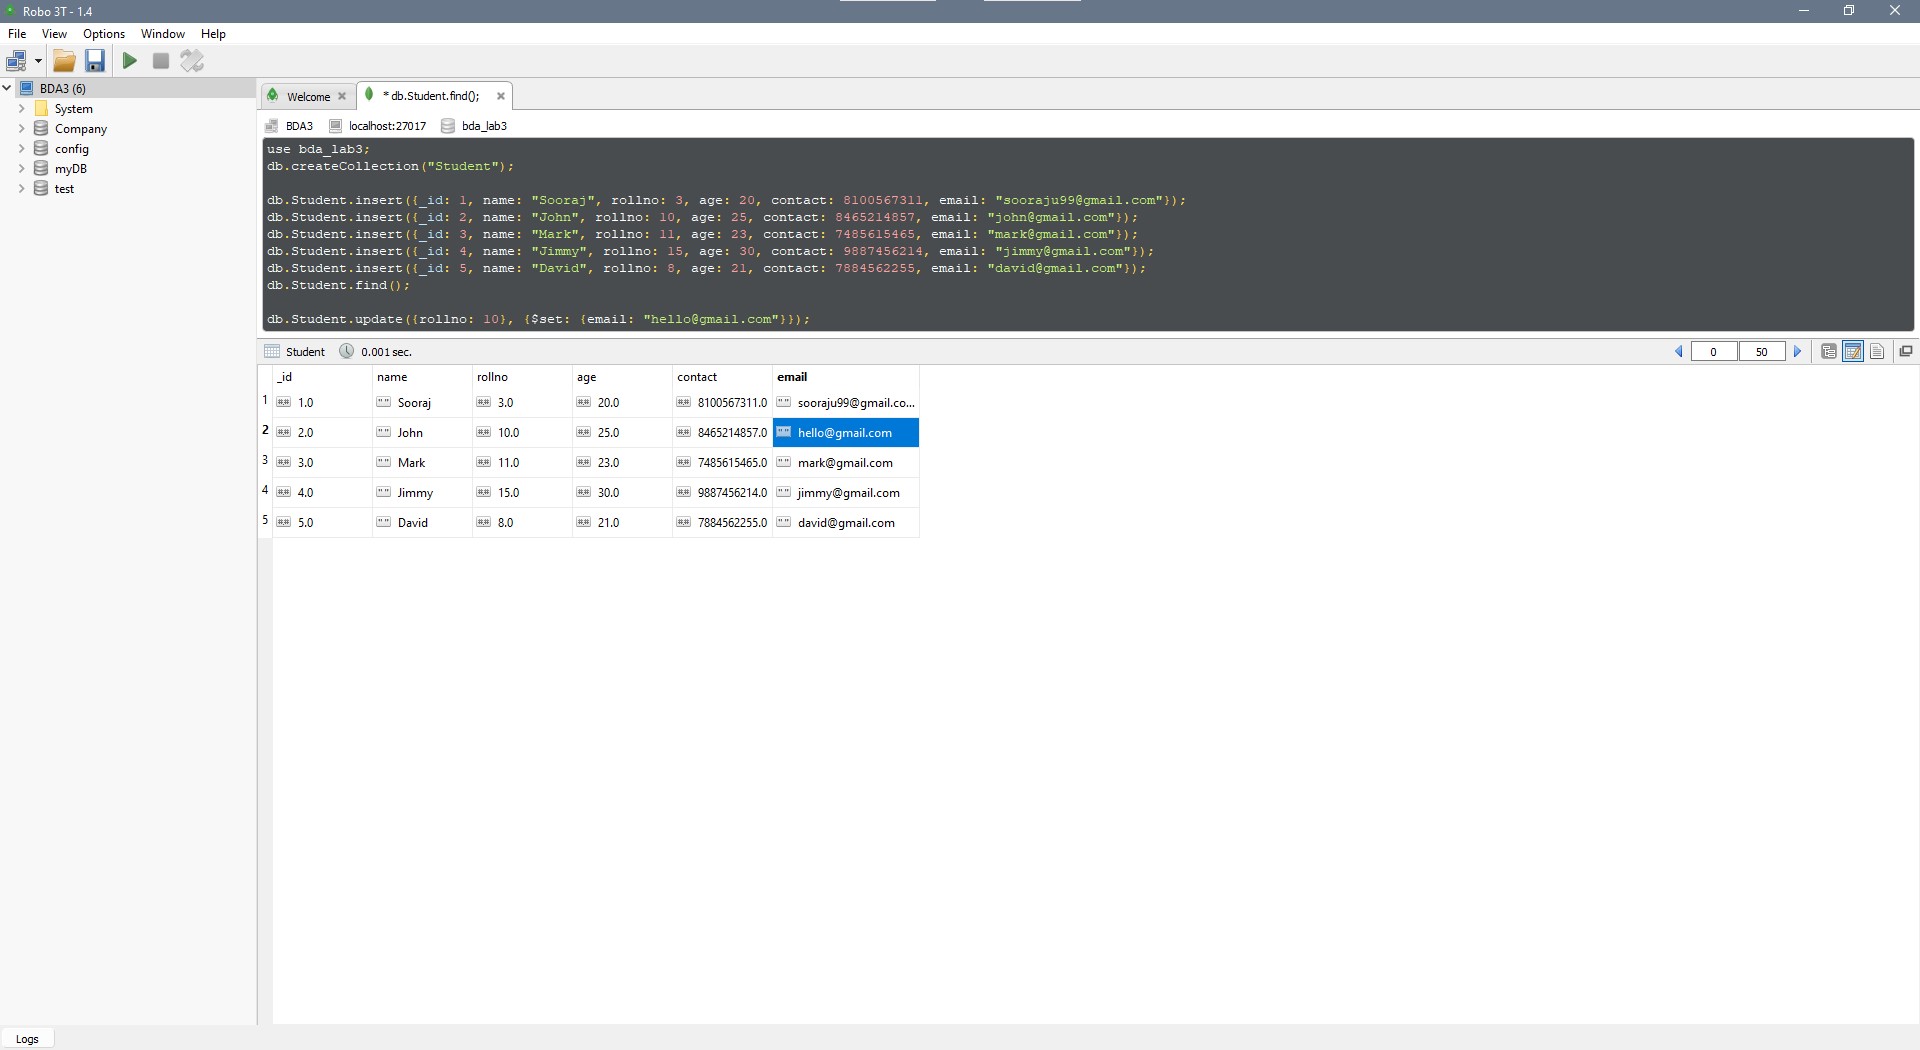 Robo 3T - 1.4
File View Options Window Help
BDA3 (6)
System
Company
config
myDB
test
Welcome
* db.Student.find();
BDA3 localhost:27017 bda_lab3
use bda_lab3;
db.createCollection("Student");
db.Student.insert({_id: 1, name: "Sooraj", rollno: 3, age: 20, contact: 8100567311, email: "sooraju99@gmail.com"});
db.Student.insert({_id: 2, name: "John", rollno: 10, age: 25, contact: 8465214857, email: "john@gmail.com"});
db.Student.insert({_id: 3, name: "Mark", rollno: 11, age: 23, contact: 7485615465, email: "mark@gmail.com"});
db.Student.insert({_id: 4, name: "Jimmy", rollno: 15, age: 30, contact: 9887456214, email: "jimmy@gmail.com"});
db.Student.insert({_id: 5, name: "David", rollno: 8, age: 21, contact: 7884562255, email: "david@gmail.com"});
db.Student.find();
db.Student.update({rollno: 10}, {$set: {email: "hello@gmail.com"}});
Student 0.001 sec. 0 50
_id name rollno age contact email
1 1.0 Sooraj 3.0 20.0 8100567311.0 sooraju99@gmail.co...
2 2.0 John 10.0 25.0 8465214857.0 hello@gmail.com
3 3.0 Mark 11.0 23.0 7485615465.0 mark@gmail.com
4 4.0 Jimmy 15.0 30.0 9887456214.0 jimmy@gmail.com
5 5.0 David 8.0 21.0 7884562255.0 david@gmail.com
Logs